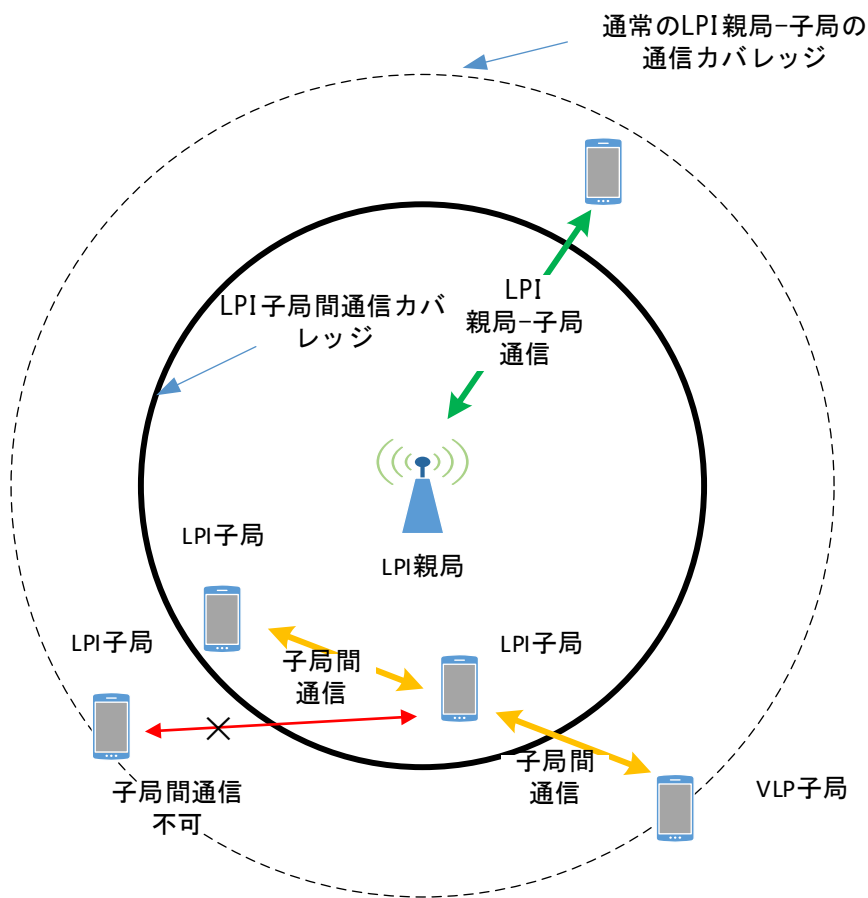 通常のLPI親局-子局の
通信カバレッジ
LPI子局間通信カバ
レッジ
LPI
親局-子局
通信
LPI親局
LPI子局
LPI子局
LPI子局
子局間
通信
子局間通信
不可
子局間
通信
VLP子局